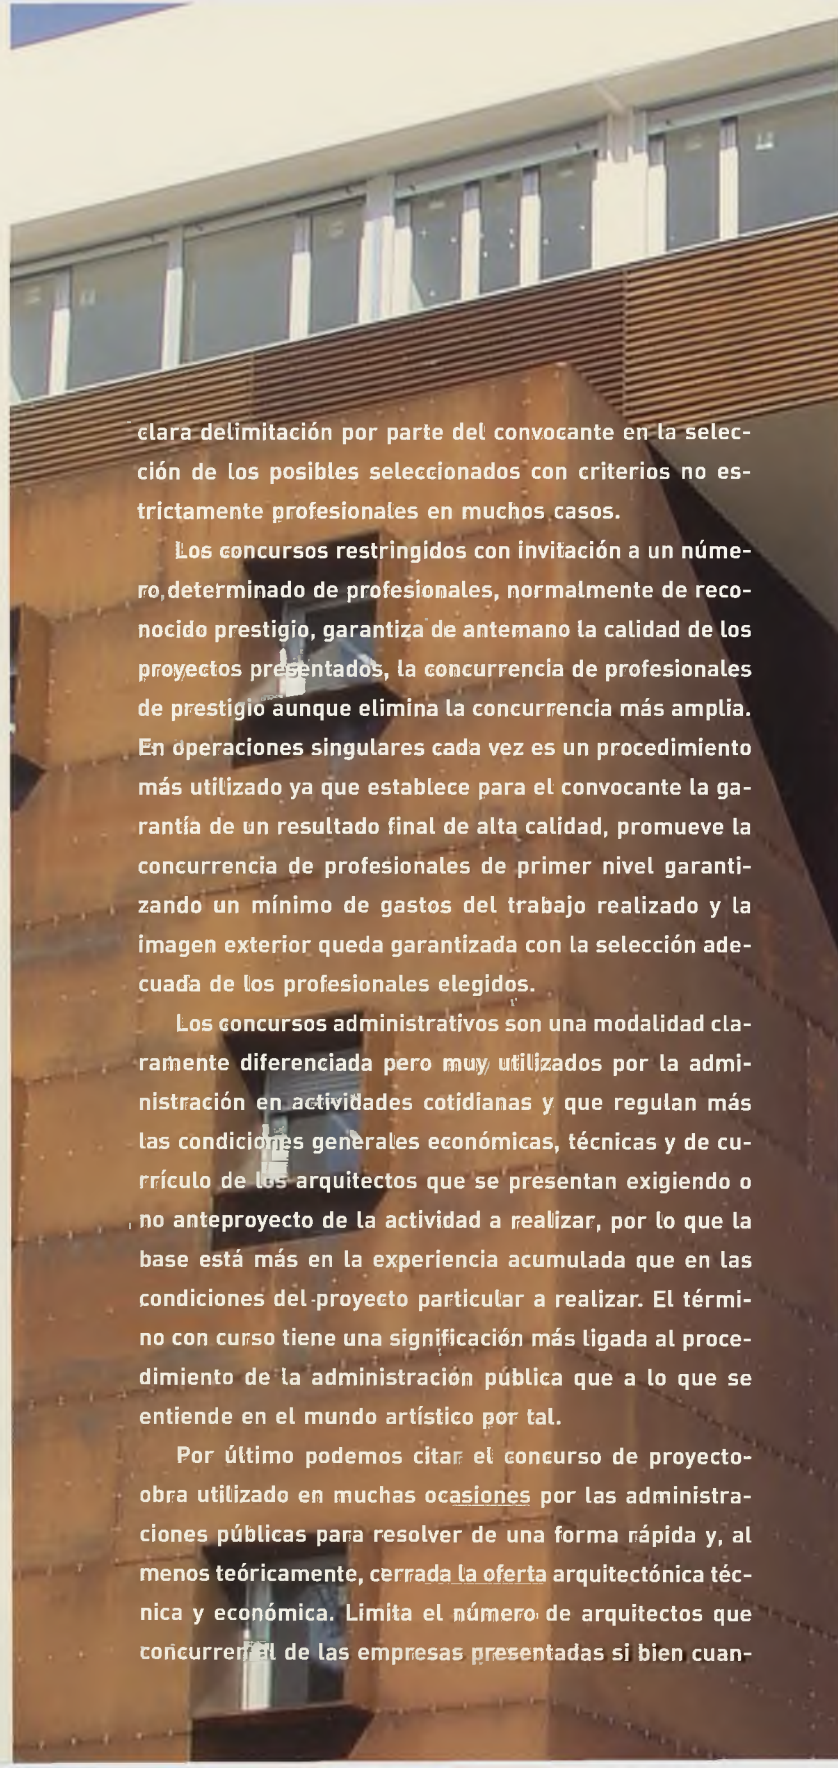 clara delimitación por parte del convocante en la selec-
ción de los posibles seleccionados con criterios no es-
trictamente profesionales en muchos casos.
Los concursos restringidos con invitación a un núme-
ro determinado de profesionales, normalmente de reco-
nocido prestigio, garantiza de antemano la calidad de los
proyectos presentados, la concurrencia de profesionales
de prestigio aunque elimina la concurrencia más amplia.
En operaciones singulares cada vez es un procedimiento
más utilizado ya que establece para el convocante la ga-
rantía de un resultado final de alta calidad, promueve la
concurrencia de profesionales de primer nivel garanti-
zando un mínimo de gastos del trabajo realizado y la
imagen exterior queda garantizada con la selección ade-
cuada de los profesionales elegidos.
Los concursos administrativos son una modalidad cla-
ramente diferenciada pero muy utilizados por la admi-
nistración en actividades cotidianas y que regulan más
las condiciones generales económicas, técnicas y de cu-
rrículo de los arquitectos que se presentan exigiendo o
no anteproyecto de la actividad a realizar, por lo que la
base está más en la experiencia acumulada que en las
condiciones del proyecto particular a realizar. El térmi-
no con curso tiene una significación más ligada al proce-
dimiento de la administración pública que a lo que se
entiende en el mundo artístico por tal.
Por último podemos citar el concurso de proyecto-
obra utilizado en muchas ocasiones por las administra-
ciones públicas para resolver de una forma rápida y, al
menos teóricamente, cerrada la oferta arquitectónica téc-
nica y económica. Limita el número de arquitectos que
concurren al de las empresas presentadas si bien cuan-